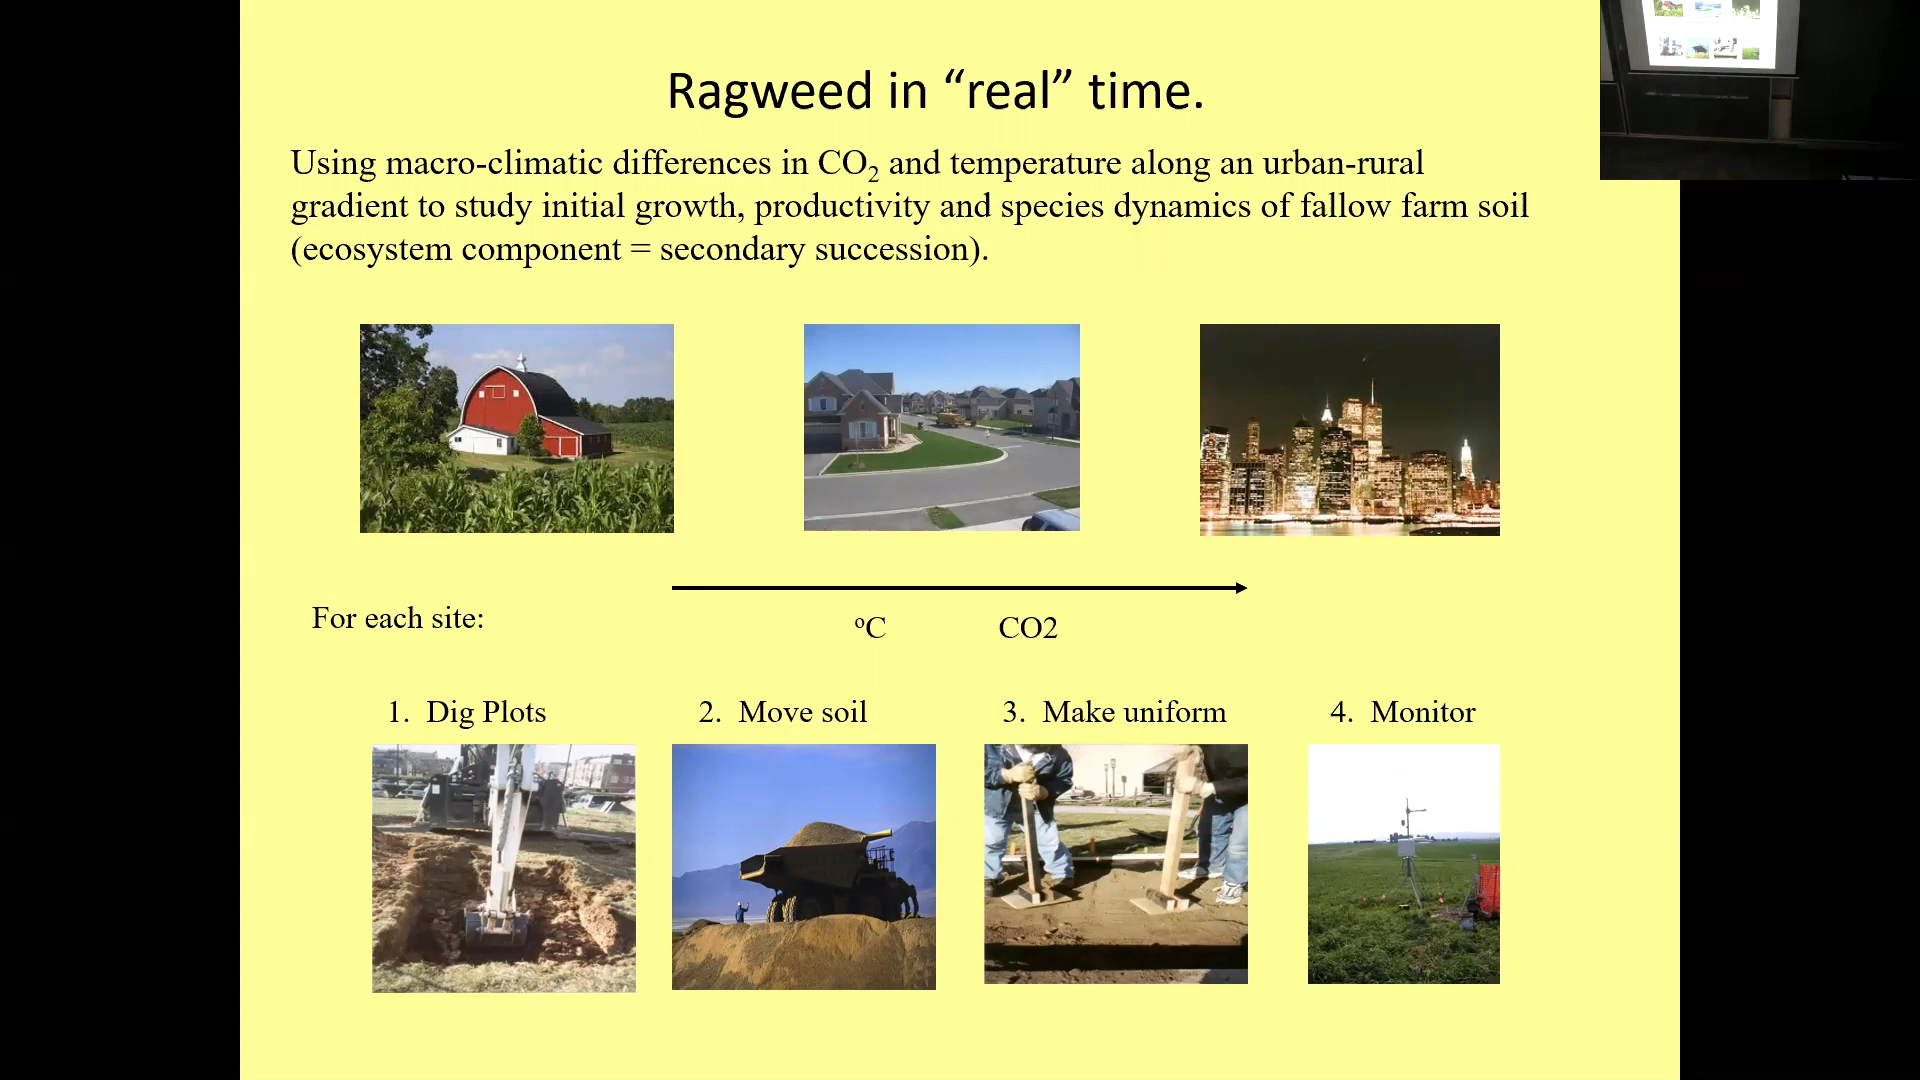 Ragweed in “real” time.
Using macro-climatic differences in CO₂ and temperature along an urban-rural
gradient to study initial growth, productivity and species dynamics of fallow farm soil
(ecosystem component = secondary succession).
For each site:
ºC CO2
1. Dig Plots
2. Move soil
3. Make uniform
4. Monitor